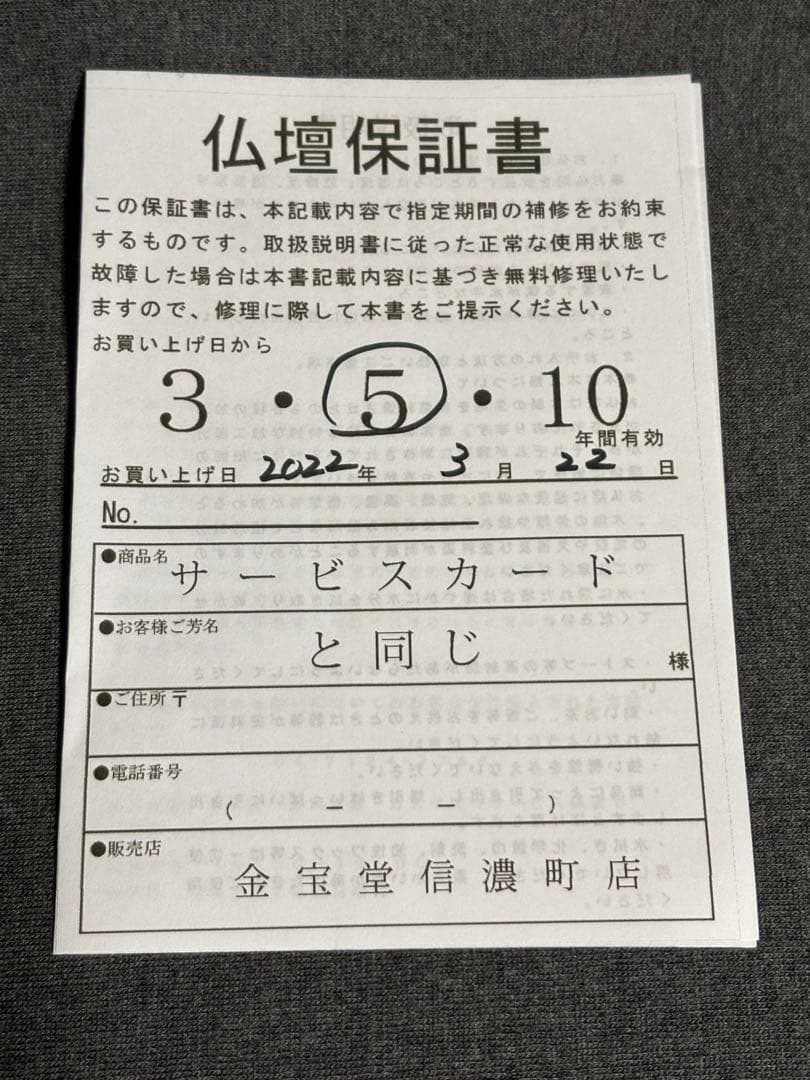 仏壇保証書
この保証書は、本記載内容で指定期間の補修をお約束
するものです。取扱説明書に従った正常な使用状態で
故障した場合は本書記載内容に基づき無料修理いたし
ますので、修理に際して本書をご提示ください。
お買い上げ日から
3・5・10
年間有効
お買い上げ日 2022年 3月 22日
No.
●商品名 サービスカード
●お客様ご芳名 と同じ 様
●ご住所〒
●電話番号
( － － )
●販売店
金宝堂信濃町店